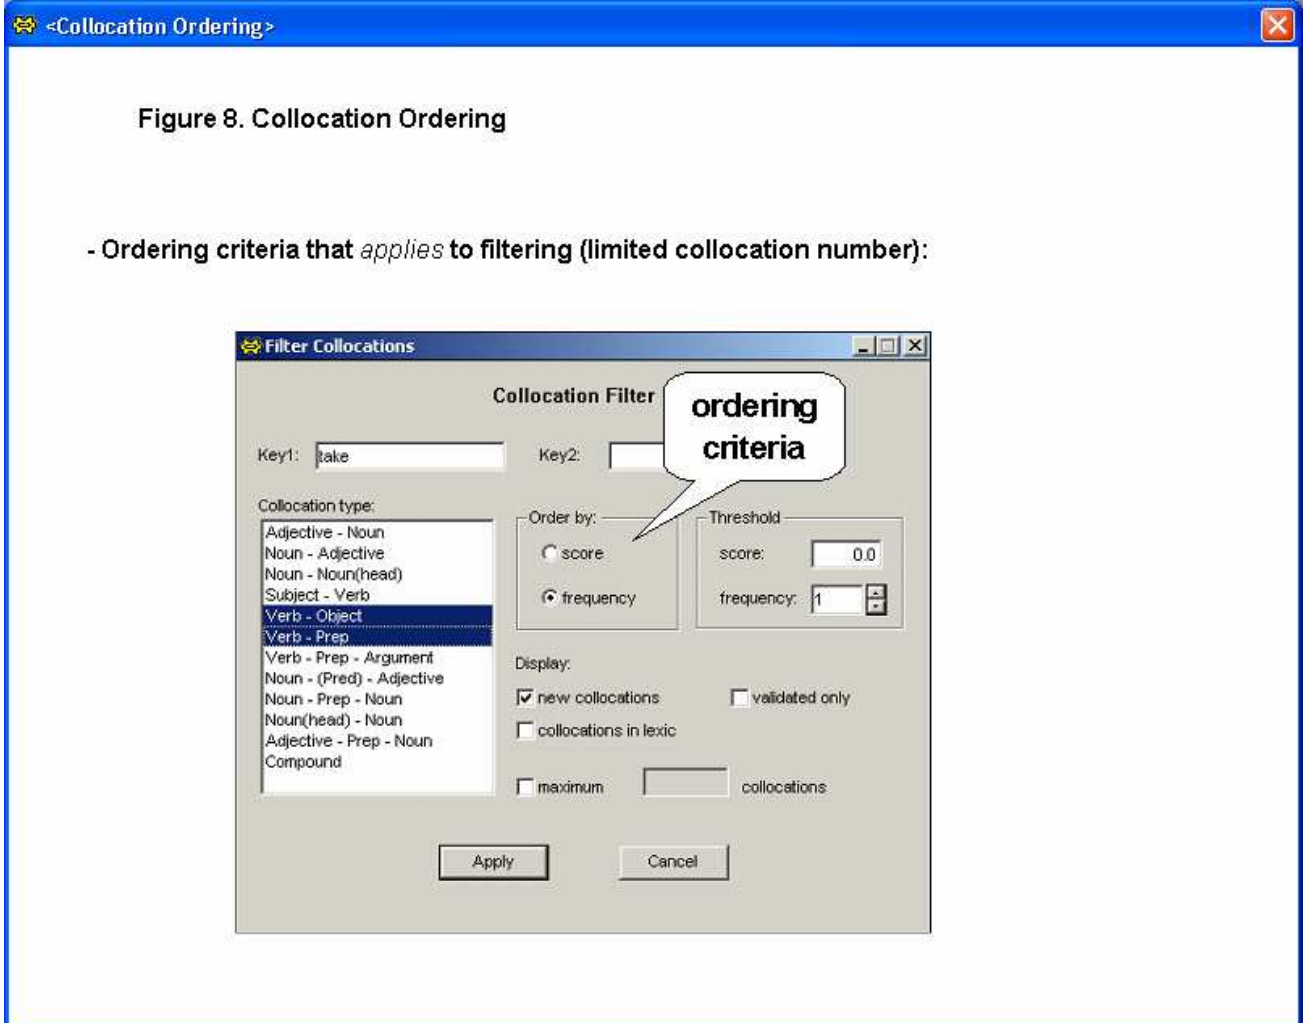 <Collocation Ordering>
Figure 8. Collocation Ordering
- Ordering criteria that applies to filtering (limited collocation number):
Filter Collocations
Collocation Filter
ordering
criteria
Key1: take
Key2:
Collocation type:
Adjective - Noun
Noun - Adjective
Noun - Noun(head)
Subject - Verb
Verb - Object
Verb - Prep
Verb - Prep - Argument
Noun - (Pred) - Adjective
Noun - Prep - Noun
Noun(head) - Noun
Adjective - Prep - Noun
Compound
Order by:
score
frequency
Threshold
score: 0.0
frequency: 1
Display:
new collocations
validated only
collocations in lexic
maximum
collocations
Apply
Cancel